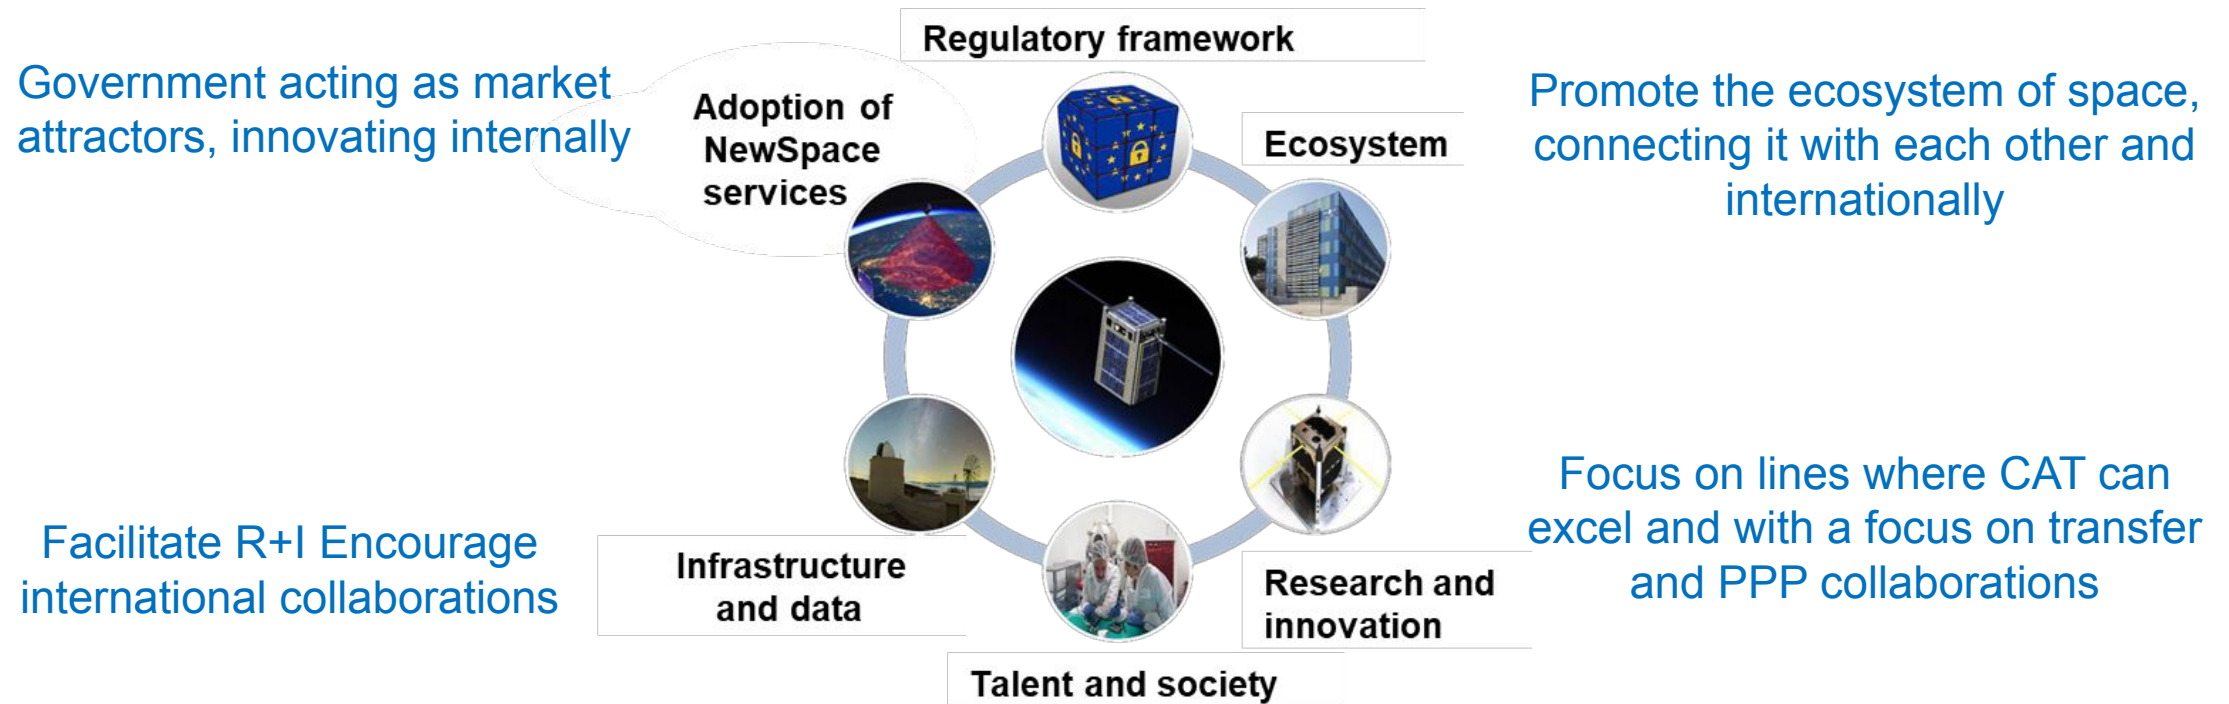 Regulatory framework
Government acting as market
attractors, innovating internally
Adoption of
NewSpace
services
Ecosystem
Promote the ecosystem of space,
connecting it with each other and
internationally
Facilitate R+I Encourage
international collaborations
Infrastructure
and data
Talent and society
Research and
innovation
Focus on lines where CAT can
excel and with a focus on transfer
and PPP collaborations